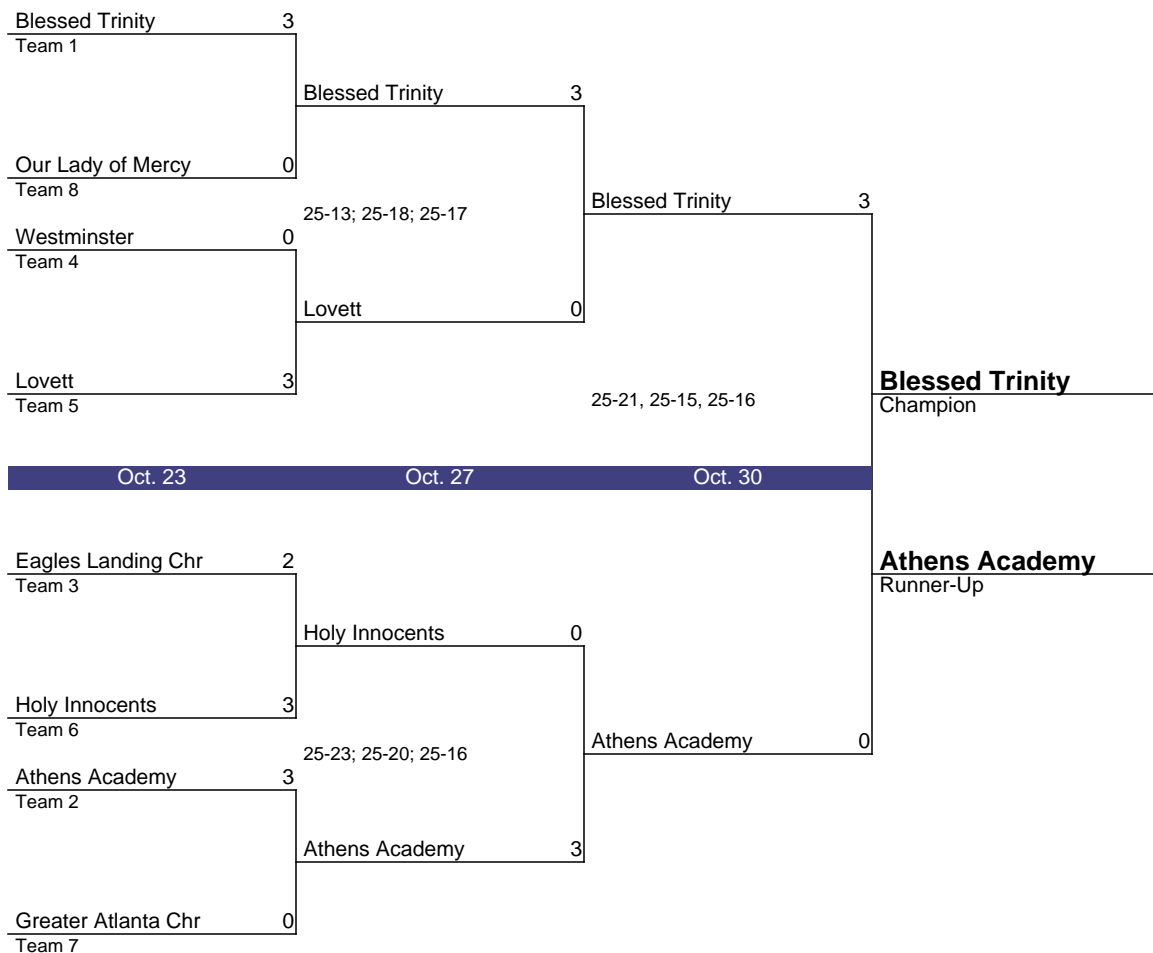 Blessed Trinity 3
Team 1
Blessed Trinity 3
Our Lady of Mercy 0
Team 8
Blessed Trinity 3
25-13; 25-18; 25-17
Westminster 0
Team 4
Lovett 0
Lovett 3
Team 5
25-21, 25-15, 25-16
Blessed Trinity
Champion
Oct. 23 Oct. 27 Oct. 30
Eagles Landing Chr 2
Team 3
Athens Academy
Runner-Up
Holy Innocents 0
Holy Innocents 3
Team 6
25-23; 25-20; 25-16
Athens Academy 0
Athens Academy 3
Team 2
Athens Academy 3
Greater Atlanta Chr 0
Team 7